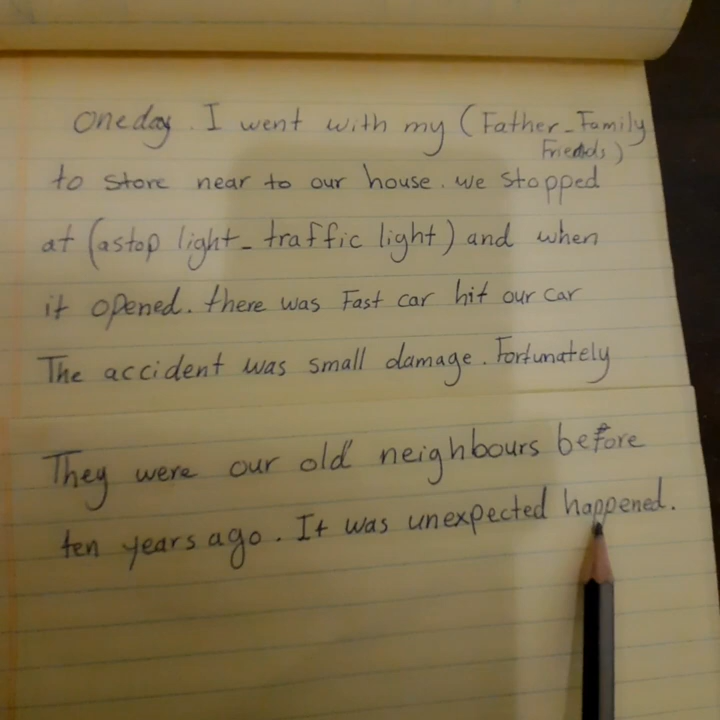 oneday. I went with my (Father_Family
Friends)
to store near to our house. we stopped
at (astop light_ traffic light) and when
it opened. there was Fast car hit our car
The accident was small damage. Fortunately
They were our old neighbours before
ten years ago. It was unexpected happened.